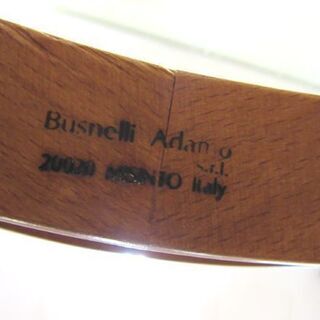 Busnelli Adamo
s.r.l.
20020 MISINTO Italy